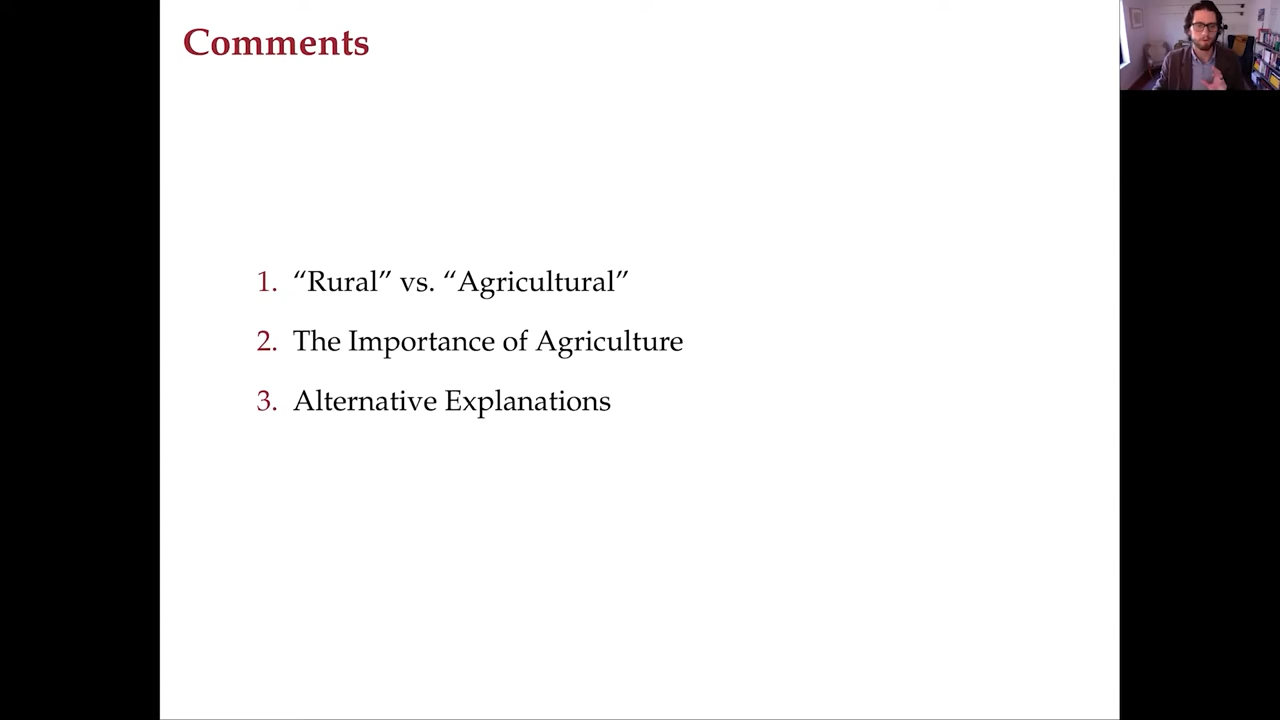 Comments
1. “Rural” vs. “Agricultural”
2. The Importance of Agriculture
3. Alternative Explanations